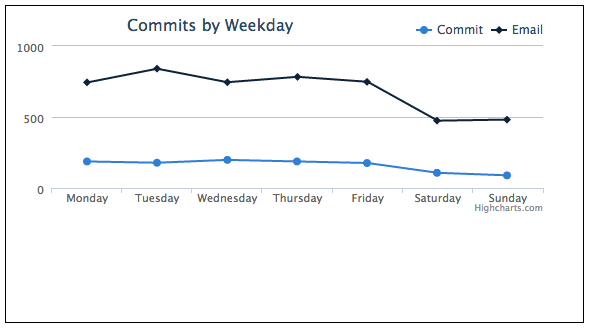 Commits by Weekday
Commit Email
1000
500
0
Monday Tuesday Wednesday Thursday Friday Saturday Sunday
Highcharts.com